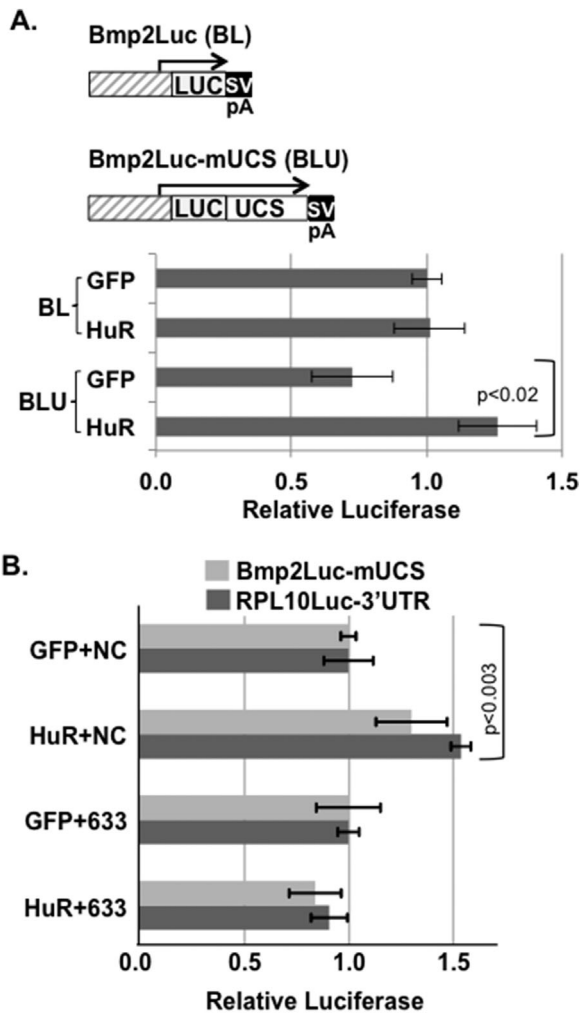 A.
Bmp2Luc (BL)
LUC SV
pA
Bmp2Luc-mUCS (BLU)
LUC UCS SV
pA
BL GFP
HuR
BLU GFP
HuR
p<0.02
0.0 0.5 1.0 1.5
Relative Luciferase
B.
Bmp2Luc-mUCS
RPL10Luc-3’UTR
GFP+NC
HuR+NC
p<0.003
GFP+633
HuR+633
0.0 0.5 1.0 1.5
Relative Luciferase